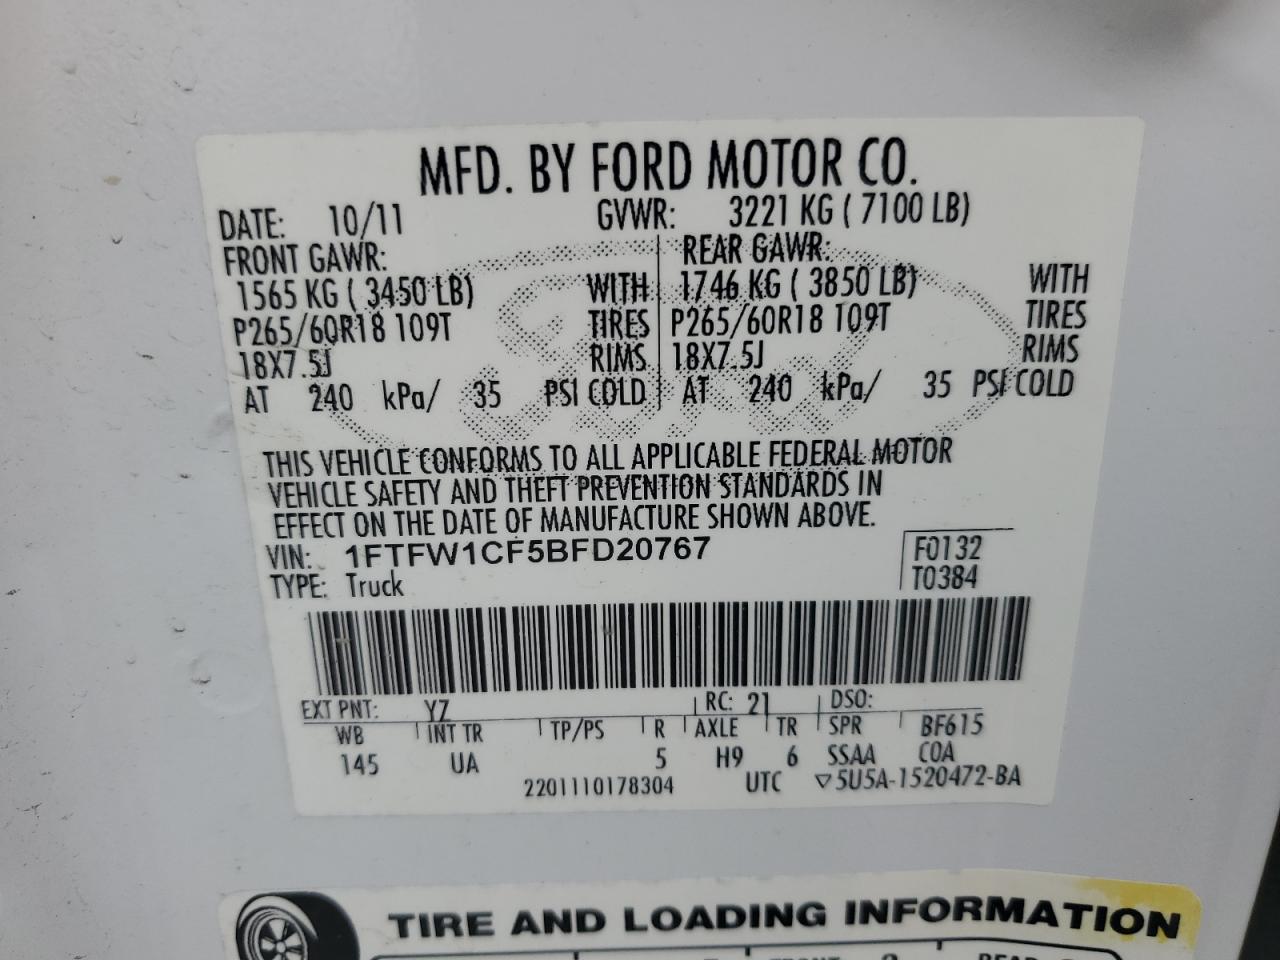 MFD. BY FORD MOTOR CO.
DATE: 10/11 GVWR: 3221 KG ( 7100 LB)
FRONT GAWR: REAR GAWR:
1565 KG ( 3450 LB) WITH 1746 KG ( 3850 LB) WITH
P265/60R18 109T TIRES P265/60R18 109T TIRES
18X7.5J RIMS 18X7.5J RIMS
AT 240 kPa/ 35 PSI COLD AT 240 kPa/ 35 PSI COLD
THIS VEHICLE CONFORMS TO ALL APPLICABLE FEDERAL MOTOR
VEHICLE SAFETY AND THEFT PREVENTION STANDARDS IN
EFFECT ON THE DATE OF MANUFACTURE SHOWN ABOVE.
VIN: 1FTFW1CF5BFD20767 F0132
TYPE: Truck T0384
EXT PNT: YZ RC: 21 DSO:
WB INT TR TP/PS R AXLE TR SPR BF615
145 UA 5 H9 6 SSAA COA
2201110178304 UTC ▽5U5A-1520472-BA
TIRE AND LOADING INFORMATION